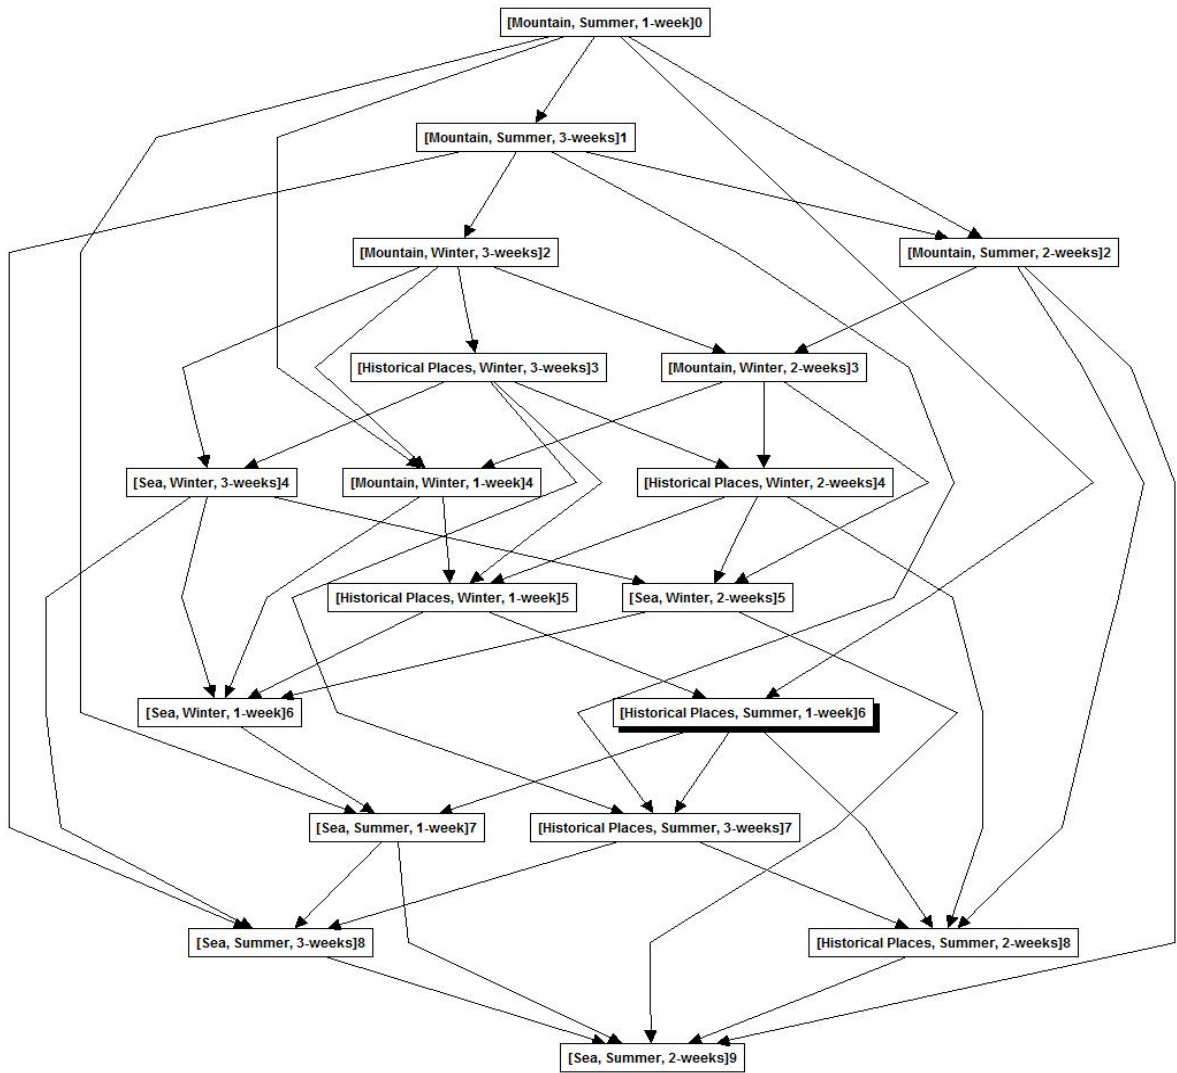 [Mountain, Summer, 1-week]0
[Mountain, Summer, 3-weeks]1
[Mountain, Winter, 3-weeks]2
[Mountain, Summer, 2-weeks]2
[Historical Places, Winter, 3-weeks]3
[Mountain, Winter, 2-weeks]3
[Sea, Winter, 3-weeks]4
[Mountain, Winter, 1-week]4
[Historical Places, Winter, 2-weeks]4
[Historical Places, Winter, 1-week]5
[Sea, Winter, 2-weeks]5
[Sea, Winter, 1-week]6
[Historical Places, Summer, 1-week]6
[Sea, Summer, 1-week]7
[Historical Places, Summer, 3-weeks]7
[Sea, Summer, 3-weeks]8
[Historical Places, Summer, 2-weeks]8
[Sea, Summer, 2-weeks]9